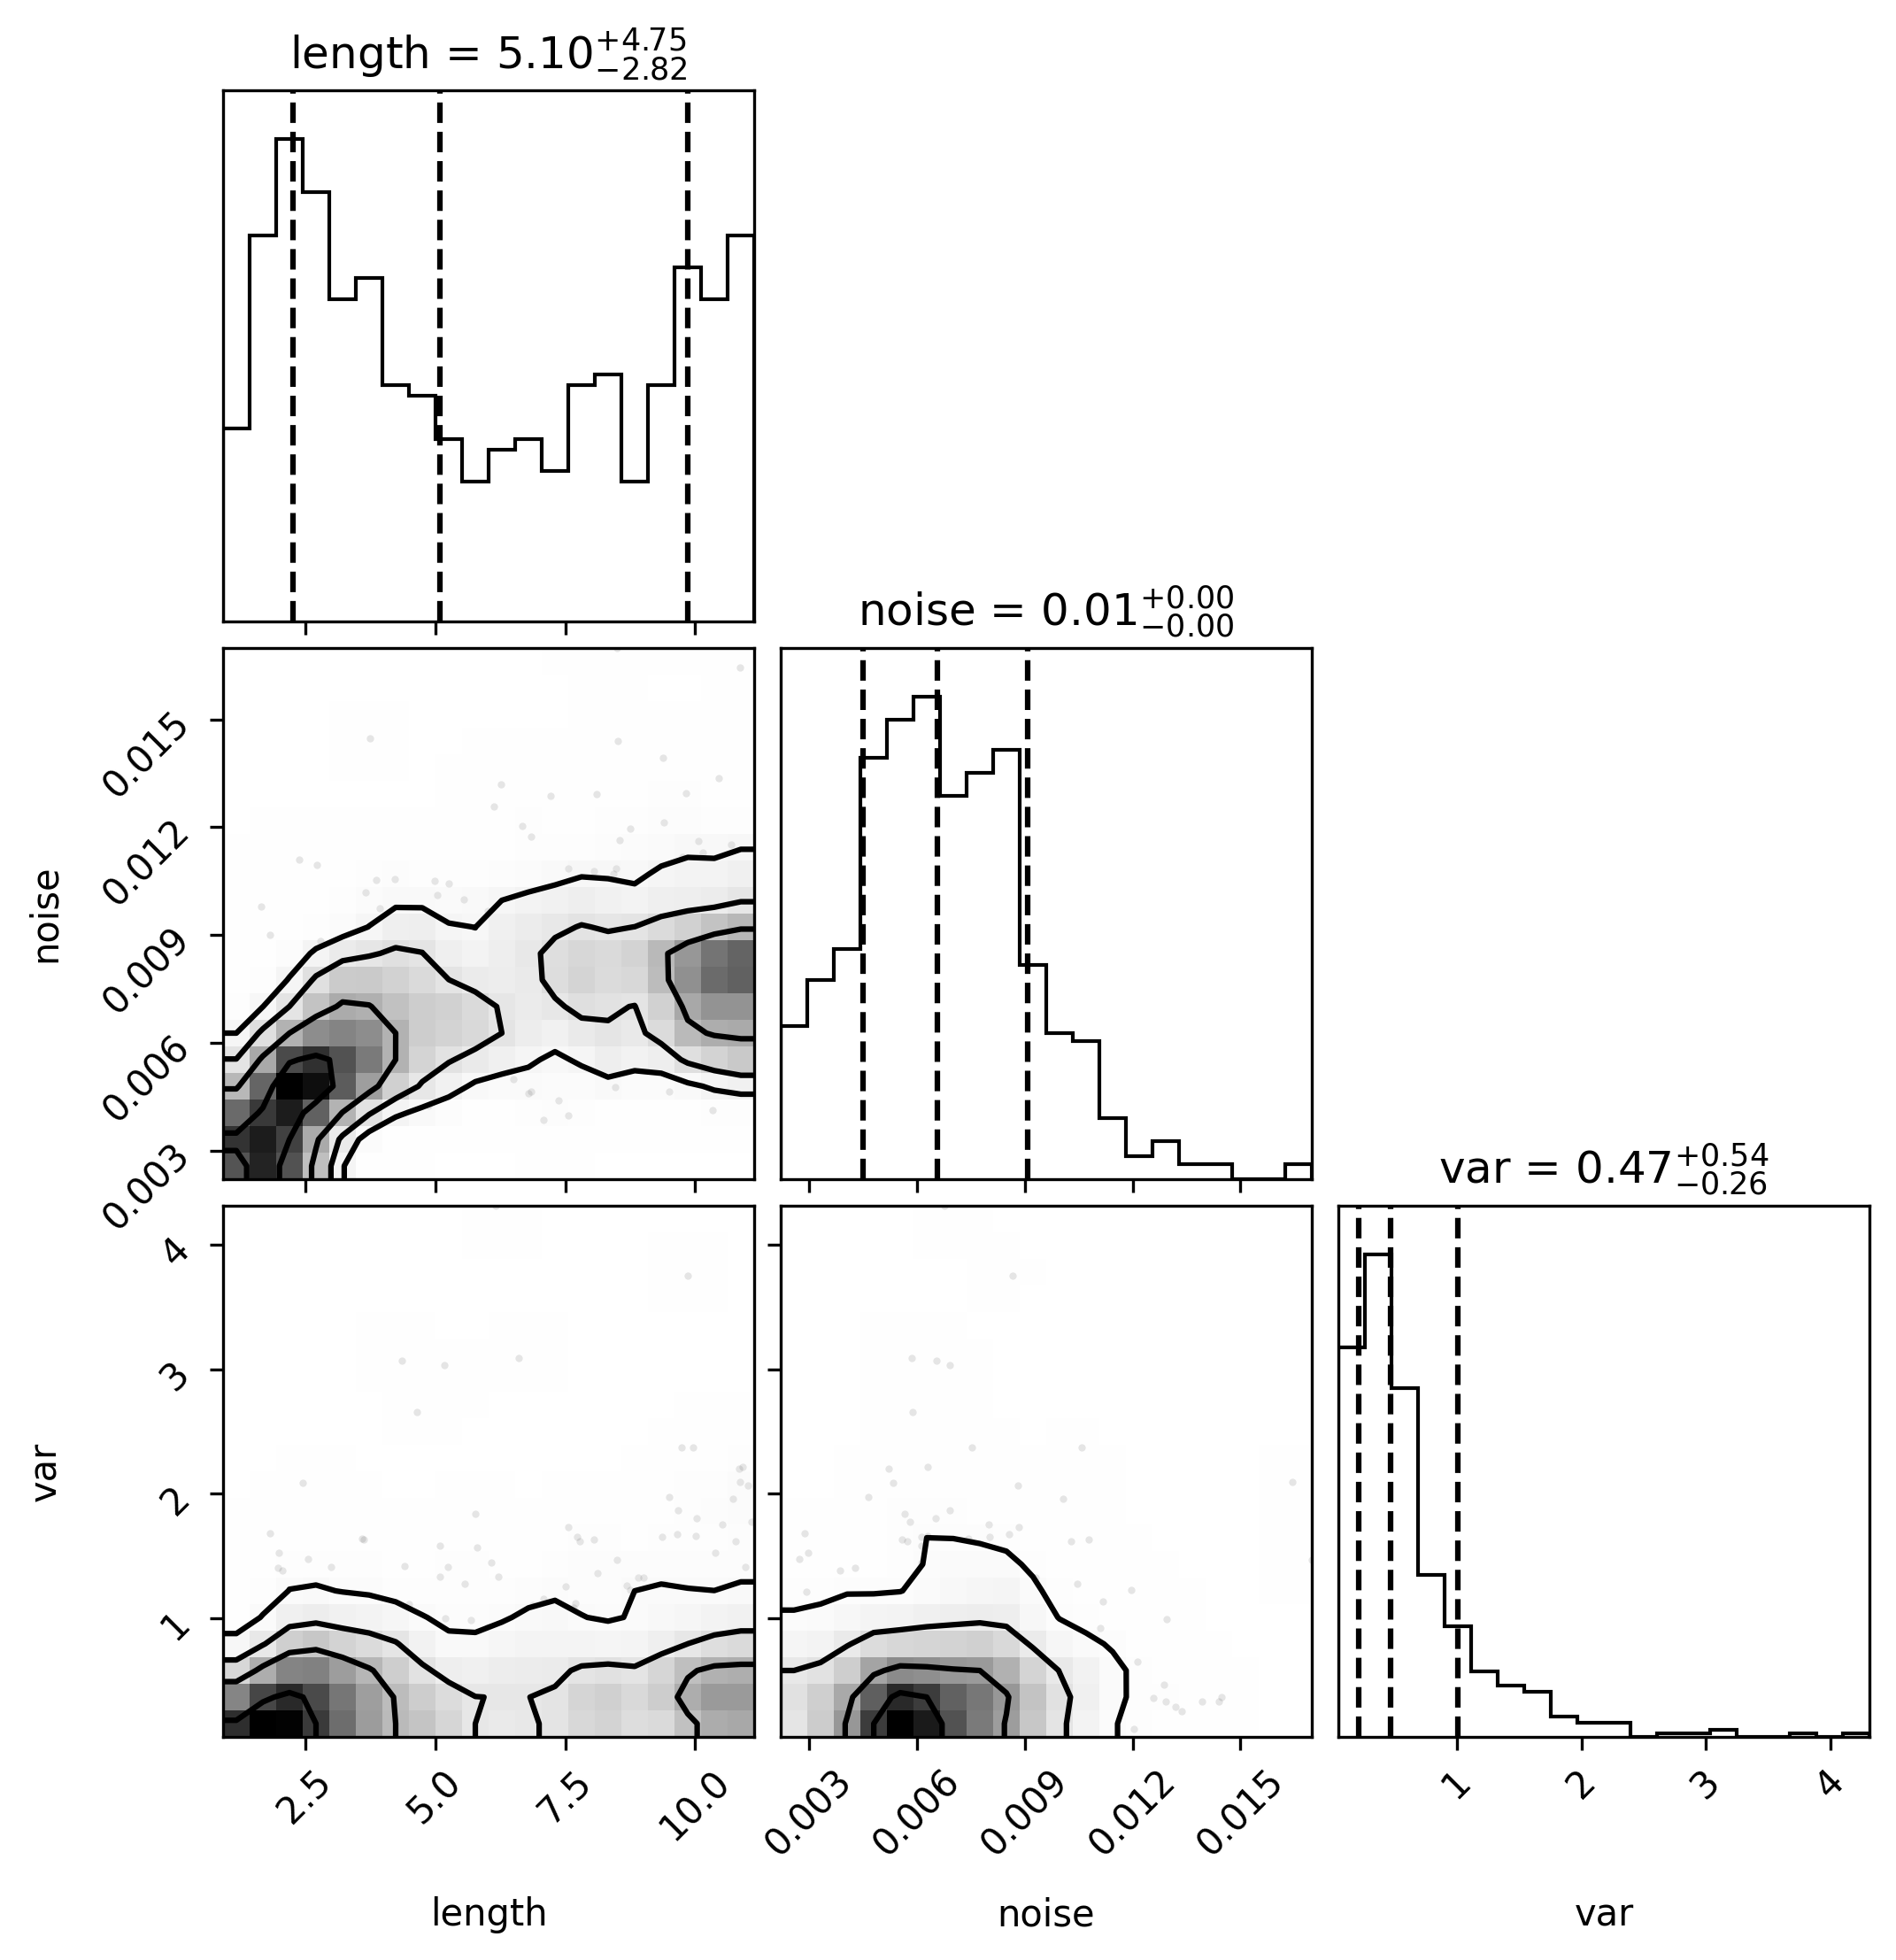 length = 5.10+4.75−2.82
noise = 0.01+0.00−0.00
0.015
0.012
0.009
0.006
0.003
noise
var = 0.47+0.54−0.26
4
3
2
1
var
2.5 5.0 7.5 10.0 0.003 0.006 0.009 0.012 0.015 1 2 3 4
length noise var